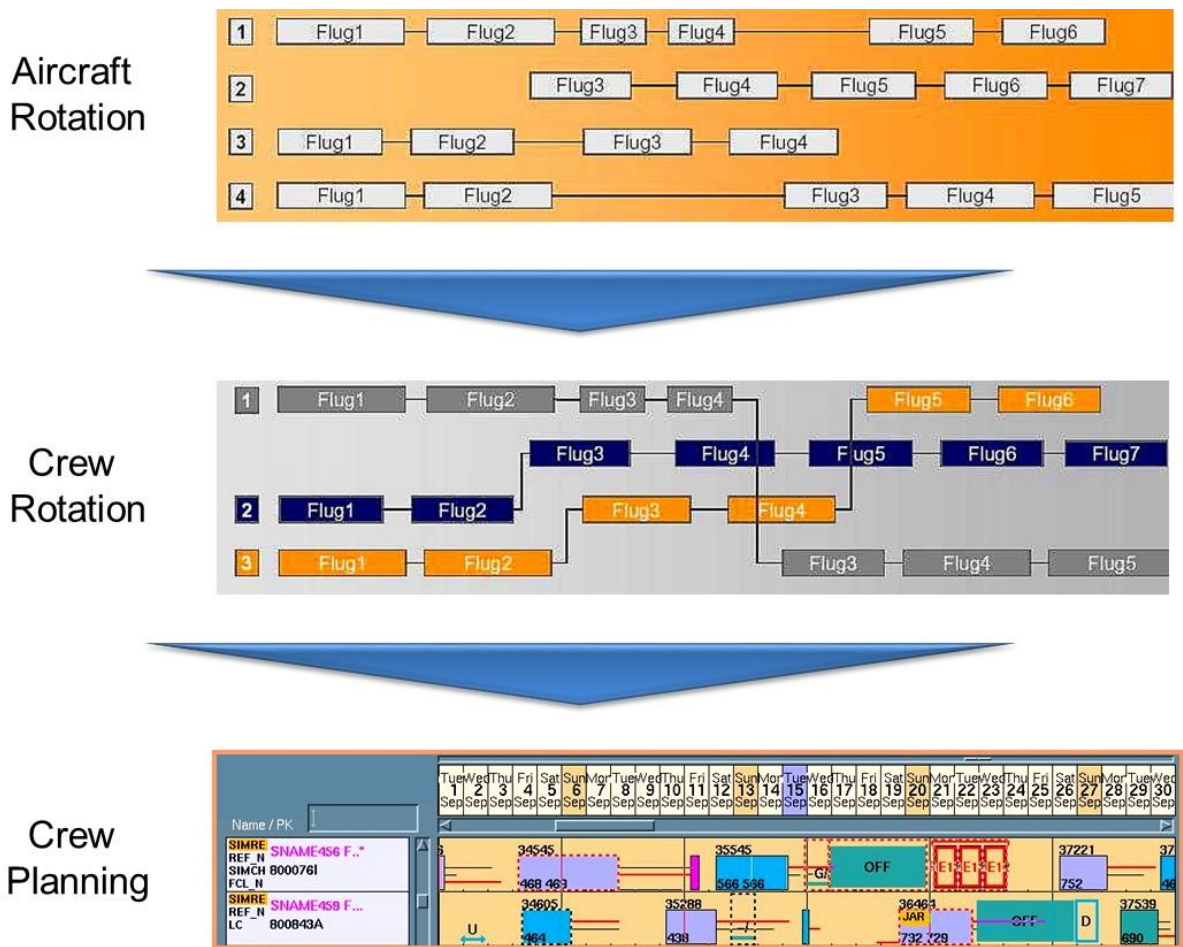 Aircraft
Rotation
1 Flug1 Flug2 Flug3 Flug4 Flug5 Flug6
2 Flug3 Flug4 Flug5 Flug6 Flug7
3 Flug1 Flug2 Flug3 Flug4
4 Flug1 Flug2 Flug3 Flug4 Flug5
Crew
Rotation
1 Flug1 Flug2 Flug3 Flug4 Flug5 Flug6
Flug3 Flug4 Flug5 Flug6 Flug7
2 Flug1 Flug2 Flug3 Flug4
3 Flug1 Flug2 Flug3 Flug4 Flug5
Crew
Planning
Tue Wed Thu Fri Sat Sun Mor Tue Wed Thu Fri Sat Sun Mor Tue Wed Thu Fri Sat Sun Mon Tue Wed Thu Fri Sat Sun Mon Tue Wed
1 2 3 4 5 6 7 8 9 10 11 12 13 14 15 16 17 18 19 20 21 22 23 24 25 26 27 28 29 30
Sep Sep Sep Sep Sep Sep Sep Sep Sep Sep Sep Sep Sep Sep Sep Sep Sep Sep Sep Sep Sep Sep Sep Sep Sep Sep Sep Sep Sep Sep
Name / PK
SIMRE SNAME456 F..*
REF_N
SIMCH 800076I
FCL_N
34545 35545 37221 37
468 469 566 566 G/ OFF E1 E1 E1 752 46
SIMRE SNAME459 F...
REF_N
LC 800843A
34605 35288 36464 37539
U 464 438 JAR 732 729 OFF D 690